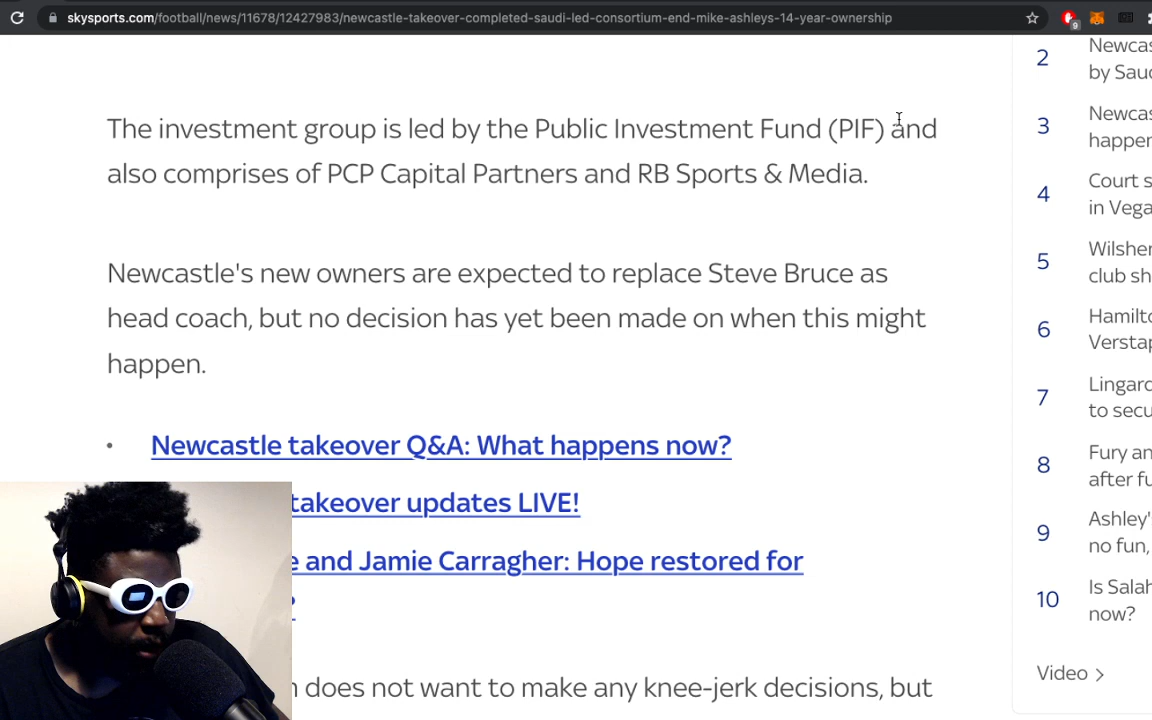 skysports.com/football/news/11678/12427983/newcastle-takeover-completed-saudi-led-consortium-end-mike-ashleys-14-year-ownership
9
The investment group is led by the Public Investment Fund (PIF) and
also comprises of PCP Capital Partners and RB Sports & Media.
Newcastle's new owners are expected to replace Steve Bruce as
head coach, but no decision has yet been made on when this might
happen.
• Newcastle takeover Q&A: What happens now?
takeover updates LIVE!
e and Jamie Carragher: Hope restored for
?
does not want to make any knee-jerk decisions, but
2 Newcas
by Sau
3 Newcas
happen
4 Court s
in Vega
5 Wilsher
club sh
6 Hamilto
Verstap
7 Lingard
to secu
8 Fury an
after fu
9 Ashley'
no fun,
10 Is Salah
now?
Video >